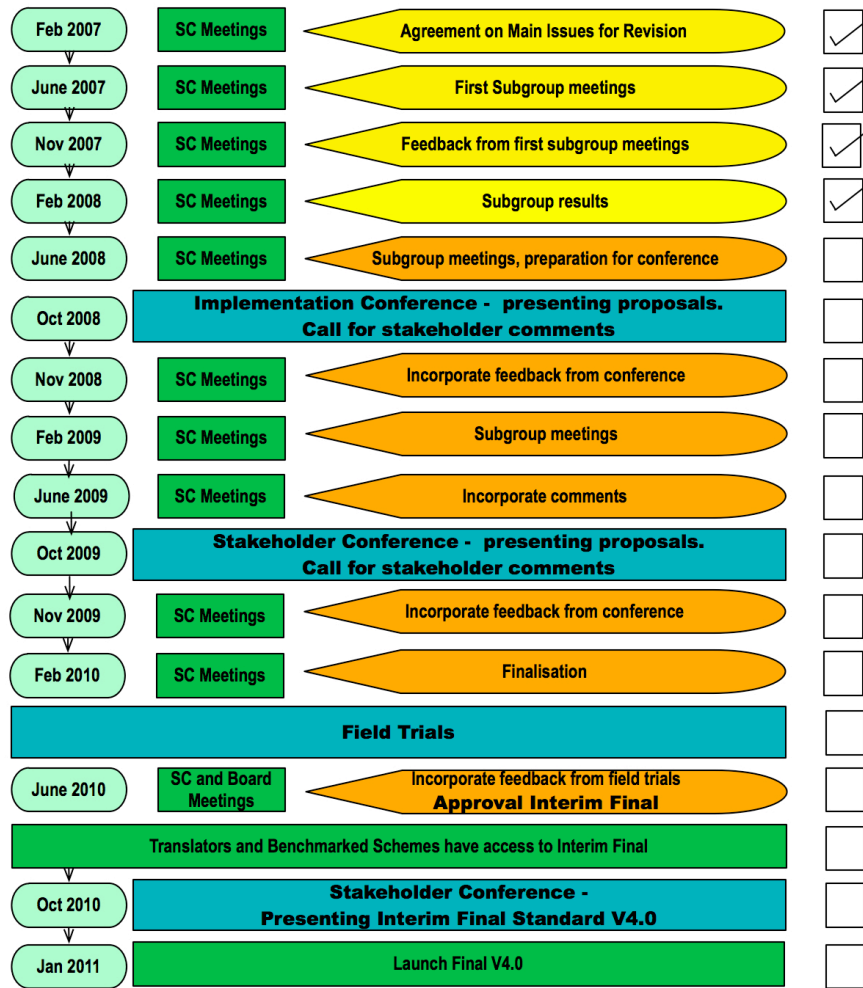 Feb 2007 SC Meetings Agreement on Main Issues for Revision
June 2007 SC Meetings First Subgroup meetings
Nov 2007 SC Meetings Feedback from first subgroup meetings
Feb 2008 SC Meetings Subgroup results
June 2008 SC Meetings Subgroup meetings, preparation for conference
Oct 2008
Implementation Conference - presenting proposals.
Call for stakeholder comments
Nov 2008 SC Meetings Incorporate feedback from conference
Feb 2009 SC Meetings Subgroup meetings
June 2009 SC Meetings Incorporate comments
Oct 2009
Stakeholder Conference - presenting proposals.
Call for stakeholder comments
Nov 2009 SC Meetings Incorporate feedback from conference
Feb 2010 SC Meetings Finalisation
Field Trials
June 2010
SC and Board
Meetings
Incorporate feedback from field trials
Approval Interim Final
Translators and Benchmarked Schemes have access to Interim Final
Oct 2010
Stakeholder Conference -
Presenting Interim Final Standard V4.0
Jan 2011 Launch Final V4.0